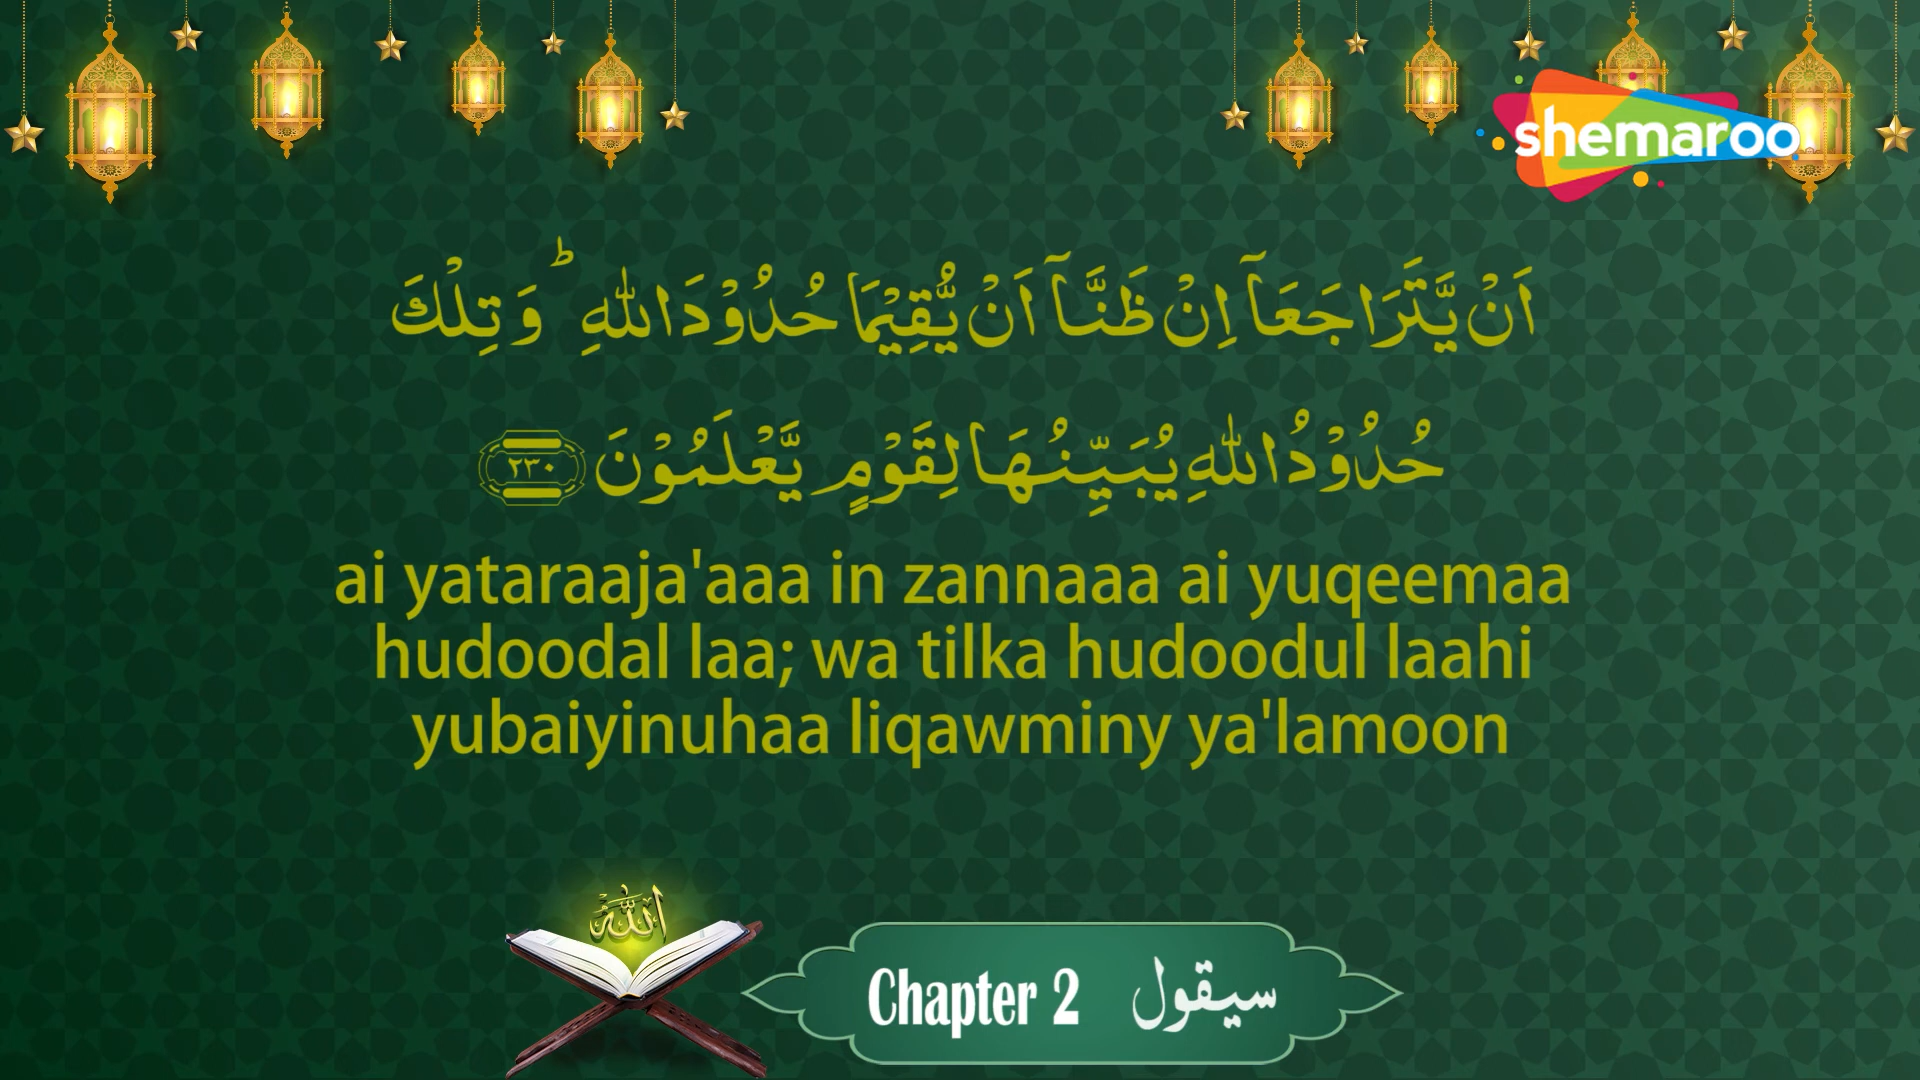 shemaroo
اَنْ يَّتَرَاجَعَآ اِنْ ظَنَّآ اَنْ يُّقِيْمَا حُدُوْدَ اللّٰهِ ؕ وَتِلْكَ
حُدُوْدُ اللّٰهِ يُبَيِّنُهَا لِقَوْمٍ يَّعْلَمُوْنَ ٢٣٠
ai yataraaja'aaa in zannaaa ai yuqeemaa
hudoodal laa; wa tilka hudoodul laahi
yubaiyinuhaa liqawminy ya'lamoon
الله
Chapter 2 سيقول